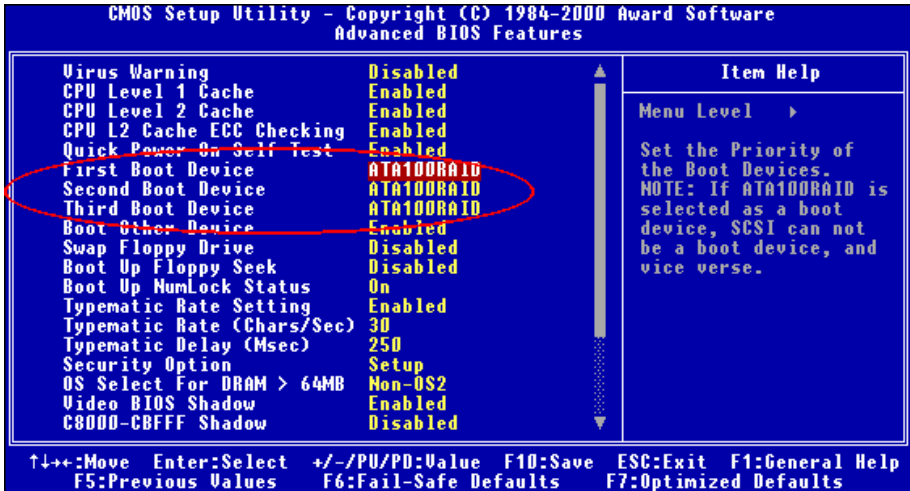 CMOS Setup Utility - Copyright (C) 1984-2000 Award Software
Advanced BIOS Features
Virus Warning Disabled
CPU Level 1 Cache Enabled
CPU Level 2 Cache Enabled
CPU L2 Cache ECC Checking Enabled
Quick Power On Self Test Enabled
First Boot Device ATA100RAID
Second Boot Device ATA100RAID
Third Boot Device ATA100RAID
Boot Other Device Enabled
Swap Floppy Drive Disabled
Boot Up Floppy Seek Disabled
Boot Up NumLock Status On
Typematic Rate Setting Enabled
Typematic Rate (Chars/Sec) 30
Typematic Delay (Msec) 250
Security Option Setup
OS Select For DRAM > 64MB Non-OS2
Video BIOS Shadow Enabled
C8000-CBFFF Shadow Disabled
Item Help
Menu Level
Set the Priority of
the Boot Devices.
NOTE: If ATA100RAID is
selected as a boot
device, SCSI can not
be a boot device, and
vice verse.
↑↓→←:Move Enter:Select +/-/PU/PD:Value F10:Save ESC:Exit F1:General Help
F5:Previous Values F6:Fail-Safe Defaults F7:Optimized Defaults